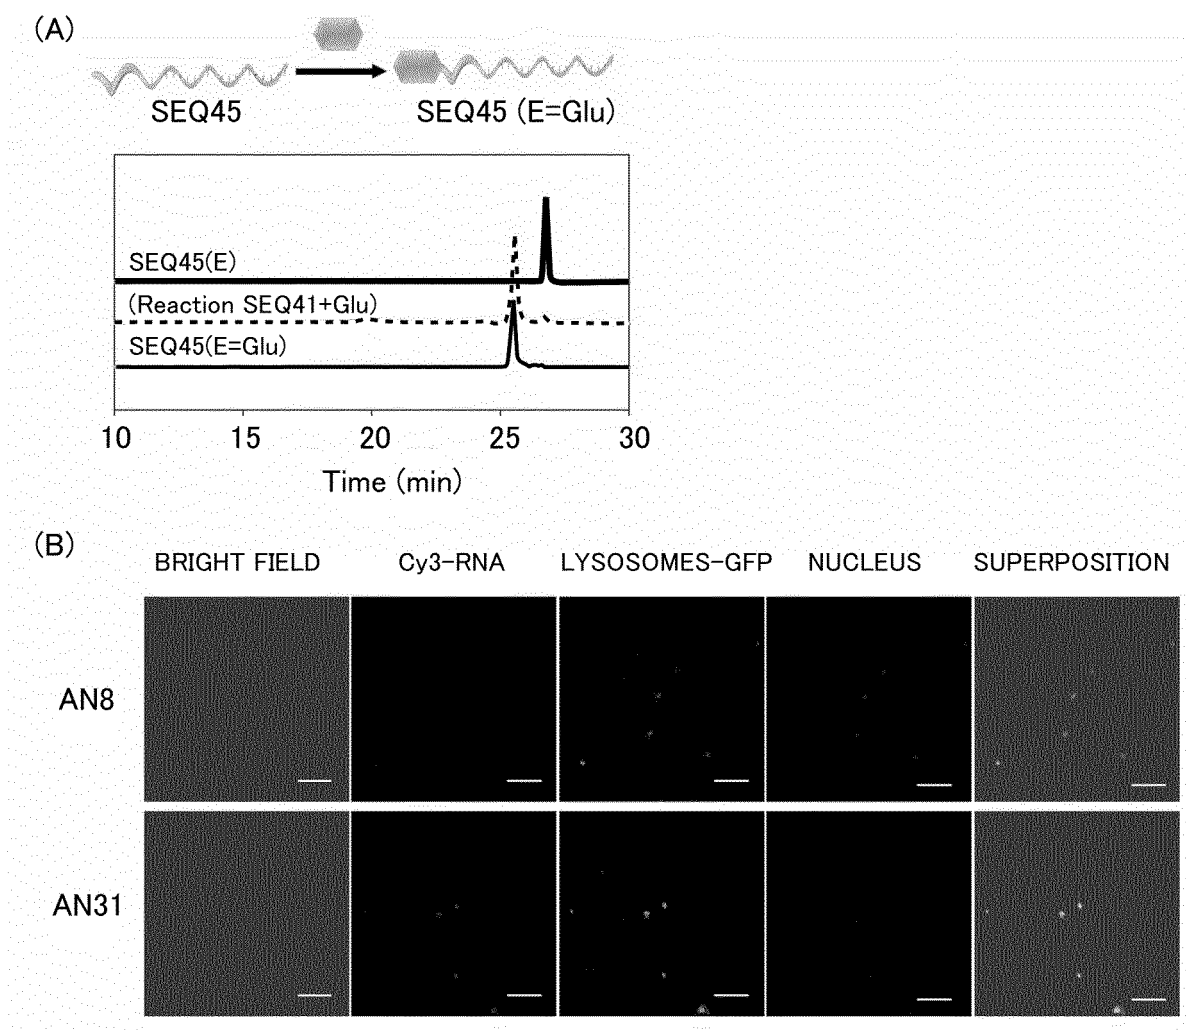 (A)
SEQ45
SEQ45 (E=Glu)
SEQ45(E)
(Reaction SEQ41+Glu)
SEQ45(E=Glu)
10 15 20 25 30
Time (min)
(B)
BRIGHT FIELD Cy3-RNA LYSOSOMES-GFP NUCLEUS SUPERPOSITION
AN8
AN31